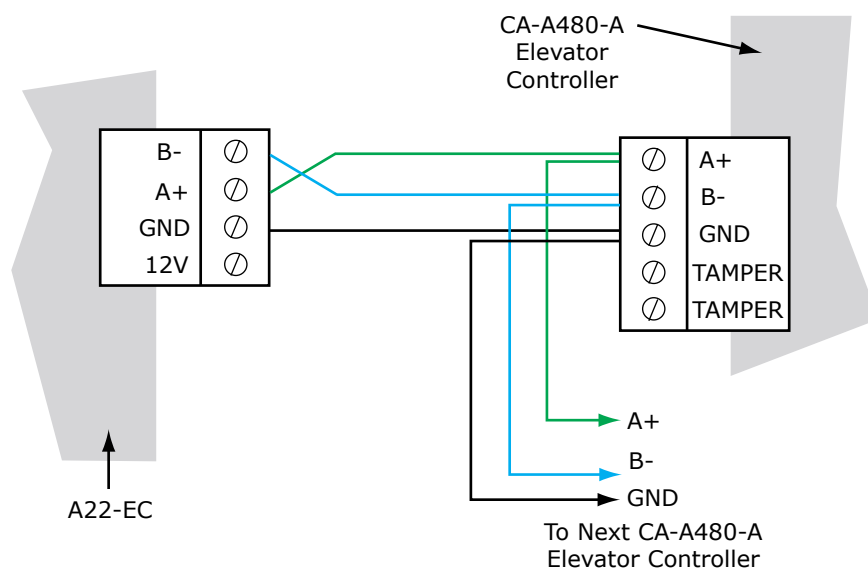 CA-A480-A
Elevator
Controller
B-
A+
GND
12V
A+
B-
GND
TAMPER
TAMPER
A+
B-
GND
A22-EC
To Next CA-A480-A
Elevator Controller